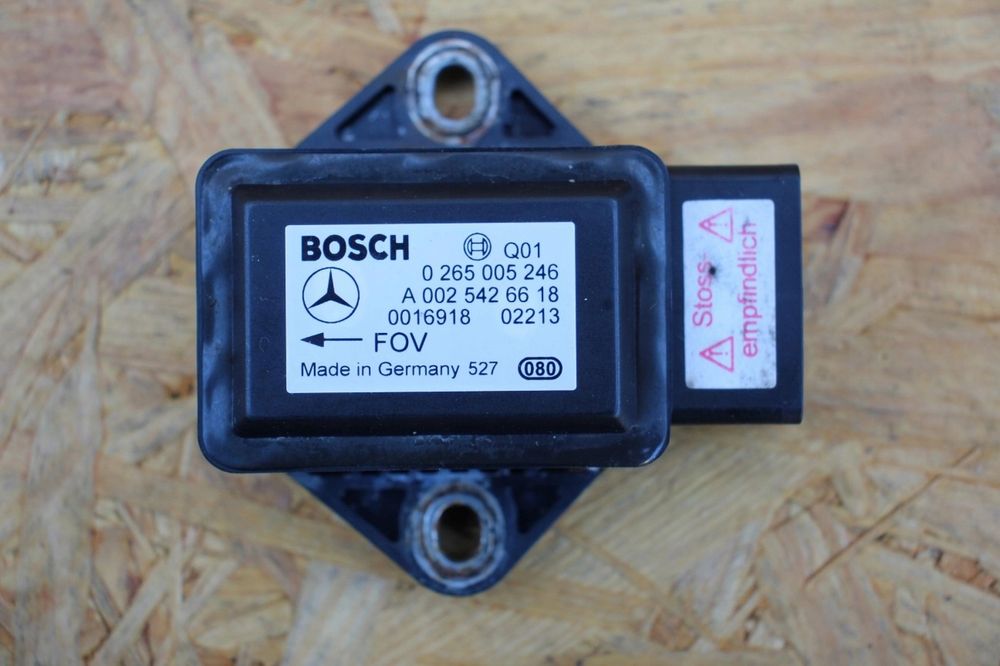 BOSCH Q01
0 265 005 246
A 002 542 66 18
0016918 02213
FOV
Made in Germany 527 080
Stoss-
empfindlich